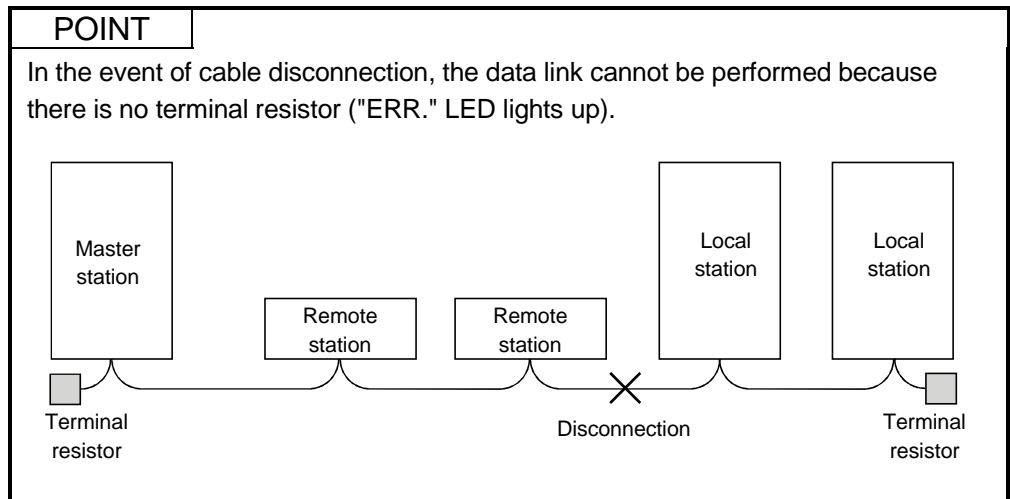 POINT
In the event of cable disconnection, the data link cannot be performed because
there is no terminal resistor ("ERR." LED lights up).
Master
station
Remote
station
Remote
station
Local
station
Local
station
Terminal
resistor
Disconnection
Terminal
resistor